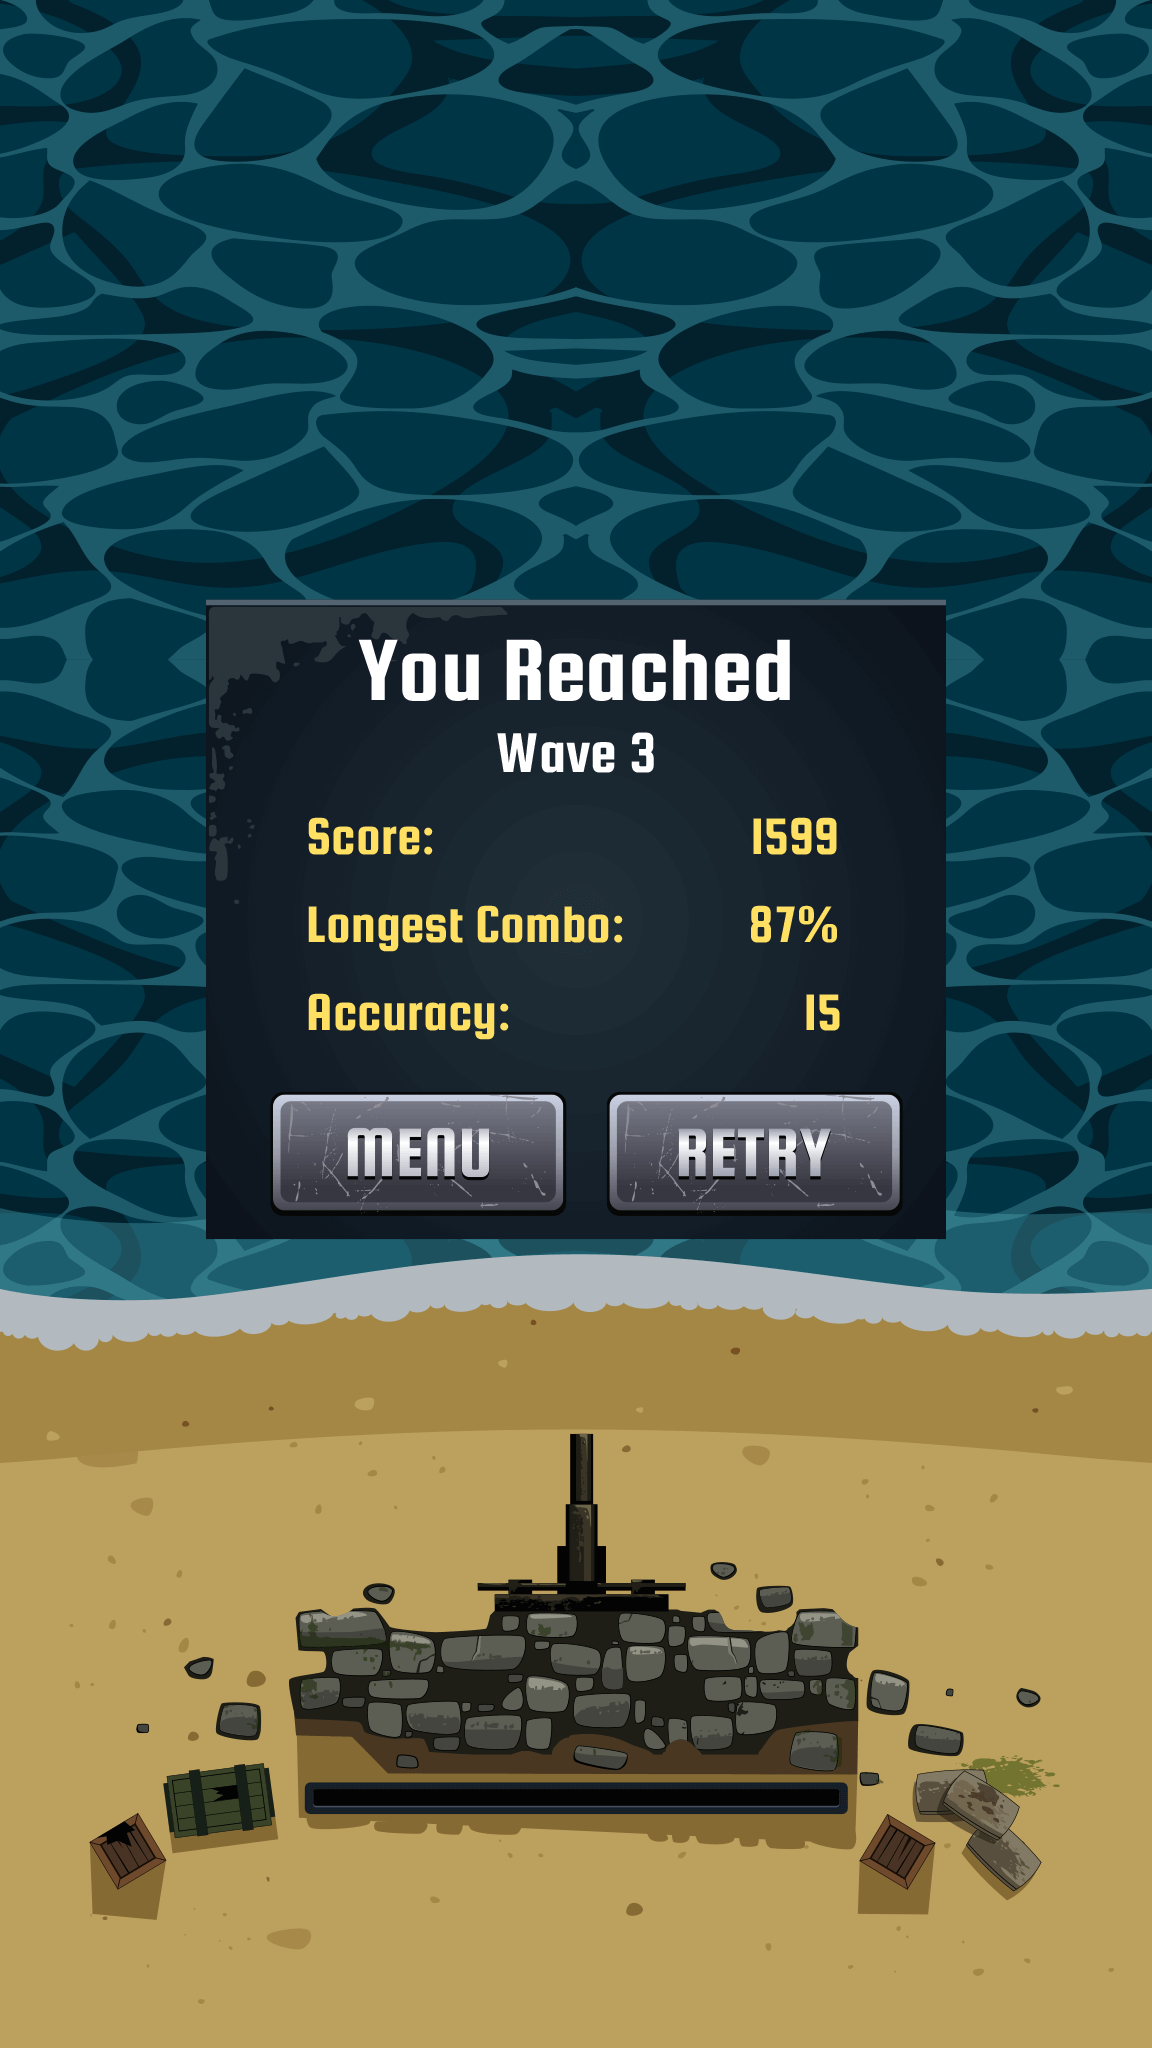 You Reached
Wave 3
Score: 1599
Longest Combo: 87%
Accuracy: 15
MENU RETRY